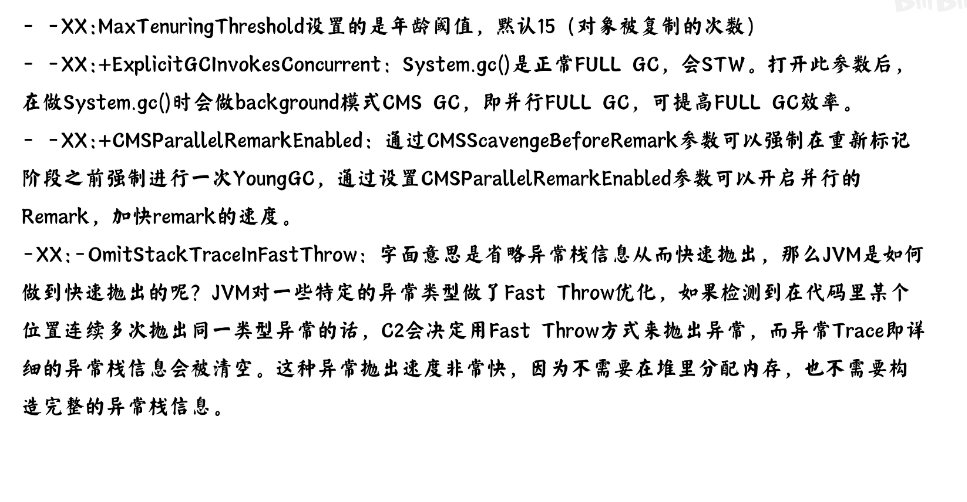 - -XX:MaxTenuringThreshold设置的是年龄阈值，默认15（对象被复制的次数）
- -XX:+ExplicitGCInvokesConcurrent：System.gc()是正常FULL GC，会STW。打开此参数后，
在做System.gc()时会做background模式CMS GC，即并行FULL GC，可提高FULL GC效率。
- -XX:+CMSParallelRemarkEnabled：通过CMSScavengeBeforeRemark参数可以强制在重新标记
阶段之前强制进行一次YoungGC，通过设置CMSParallelRemarkEnabled参数可以开启并行的
Remark，加快remark的速度。
-XX:-OmitStackTraceInFastThrow：字面意思是省略异常栈信息从而快速抛出，那么JVM是如何
做到快速抛出的呢？JVM对一些特定的异常类型做了Fast Throw优化，如果检测到在代码里某个
位置连续多次抛出同一类型异常的话，C2会决定用Fast Throw方式来抛出异常，而异常Trace即详
细的异常栈信息会被清空。这种异常抛出速度非常快，因为不需要在堆里分配内存，也不需要构
造完整的异常栈信息。